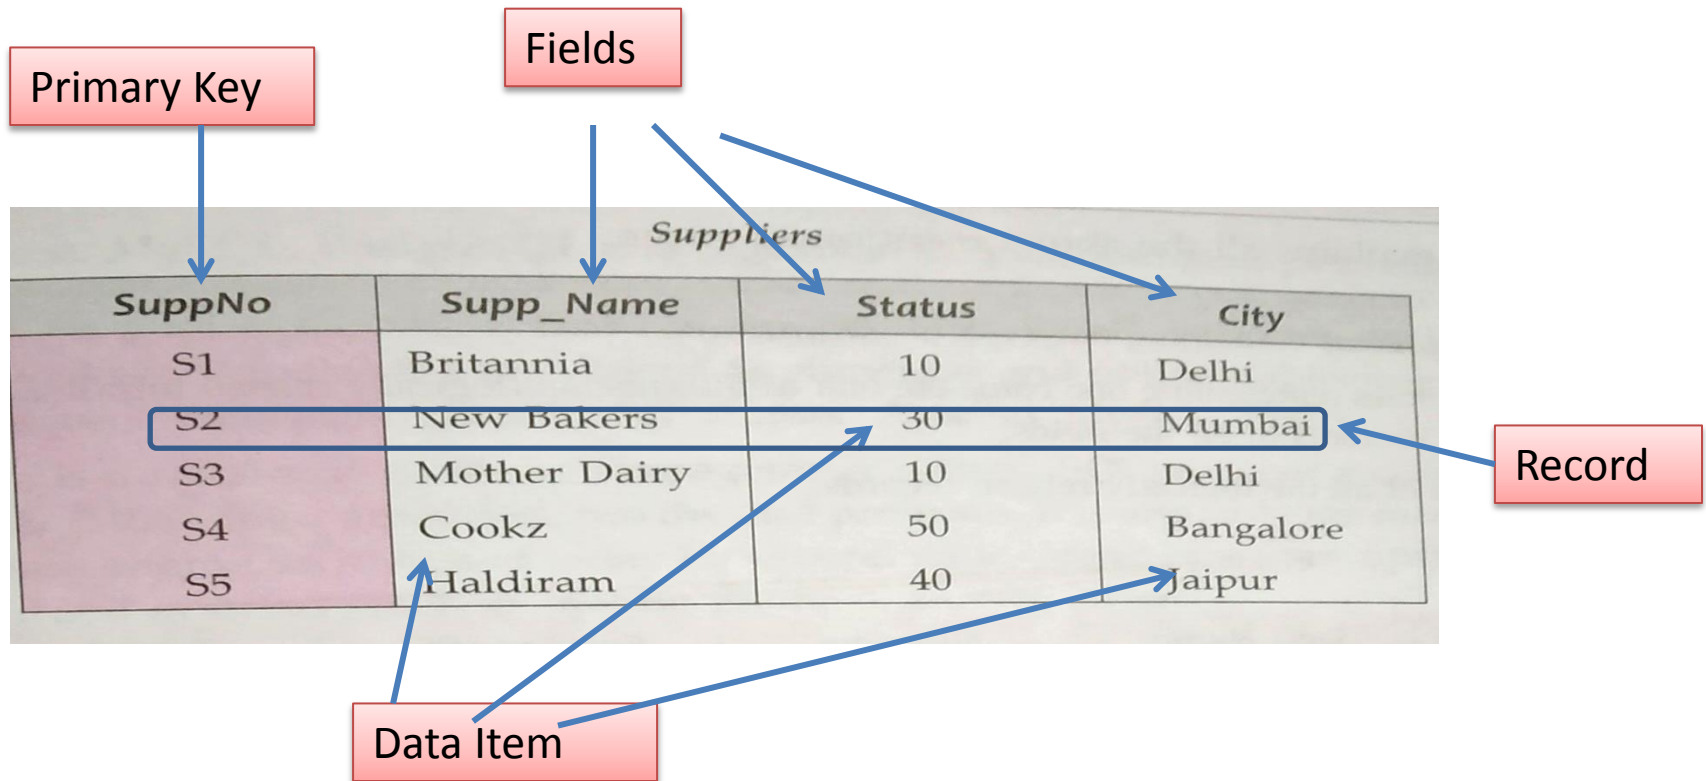 Fields
Primary Key
Suppliers
SuppNo Supp_Name Status City
S1 Britannia 10 Delhi
S2 New Bakers 30 Mumbai
S3 Mother Dairy 10 Delhi
S4 Cookz 50 Bangalore
S5 Haldiram 40 Jaipur
Record
Data Item